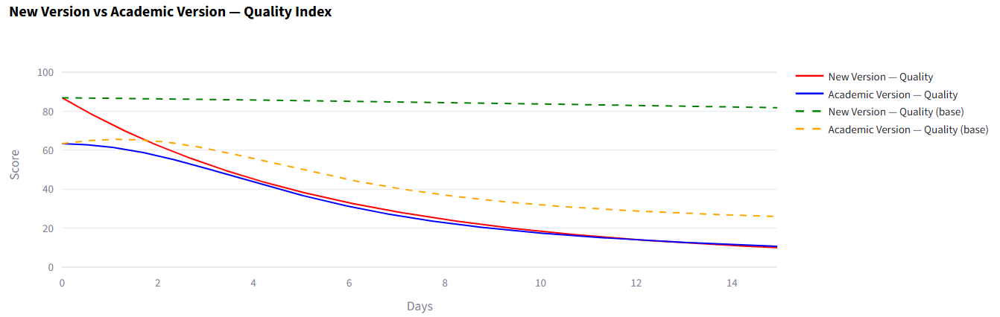 New Version vs Academic Version — Quality Index
100
80
60
40
20
0
Score
0 2 4 6 8 10 12 14
Days
New Version — Quality
Academic Version — Quality
New Version — Quality (base)
Academic Version — Quality (base)